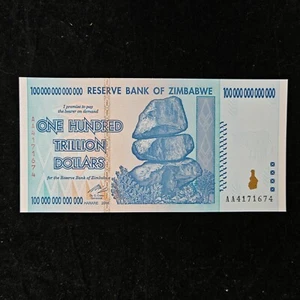 100 000 000 000 000
RESERVE BANK OF ZIMBABWE
100 000 000 000 000
I promise to pay
the bearer on demand
ONE HUNDRED
TRILLION
DOLLARS
for the Reserve Bank of Zimbabwe
100 000 000 000 000
AA4171674